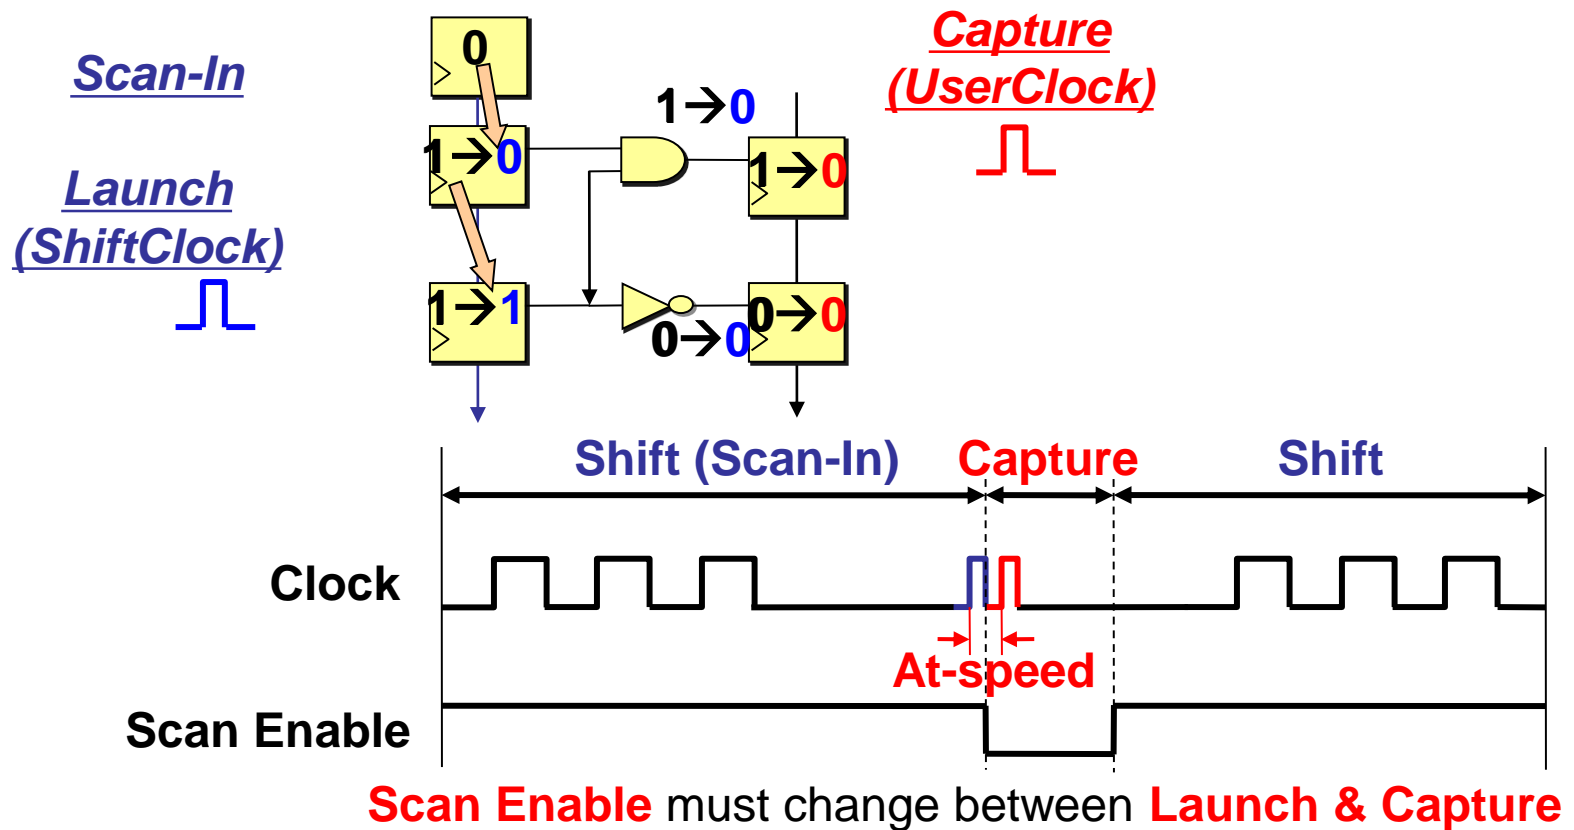 Scan-In
Launch
(ShiftClock)
0
1→0
1→1
1→0
0→0
1→0
0→0
Capture
(UserClock)
Shift (Scan-In)
Capture
Shift
Clock
At-speed
Scan Enable
Scan Enable must change between Launch & Capture